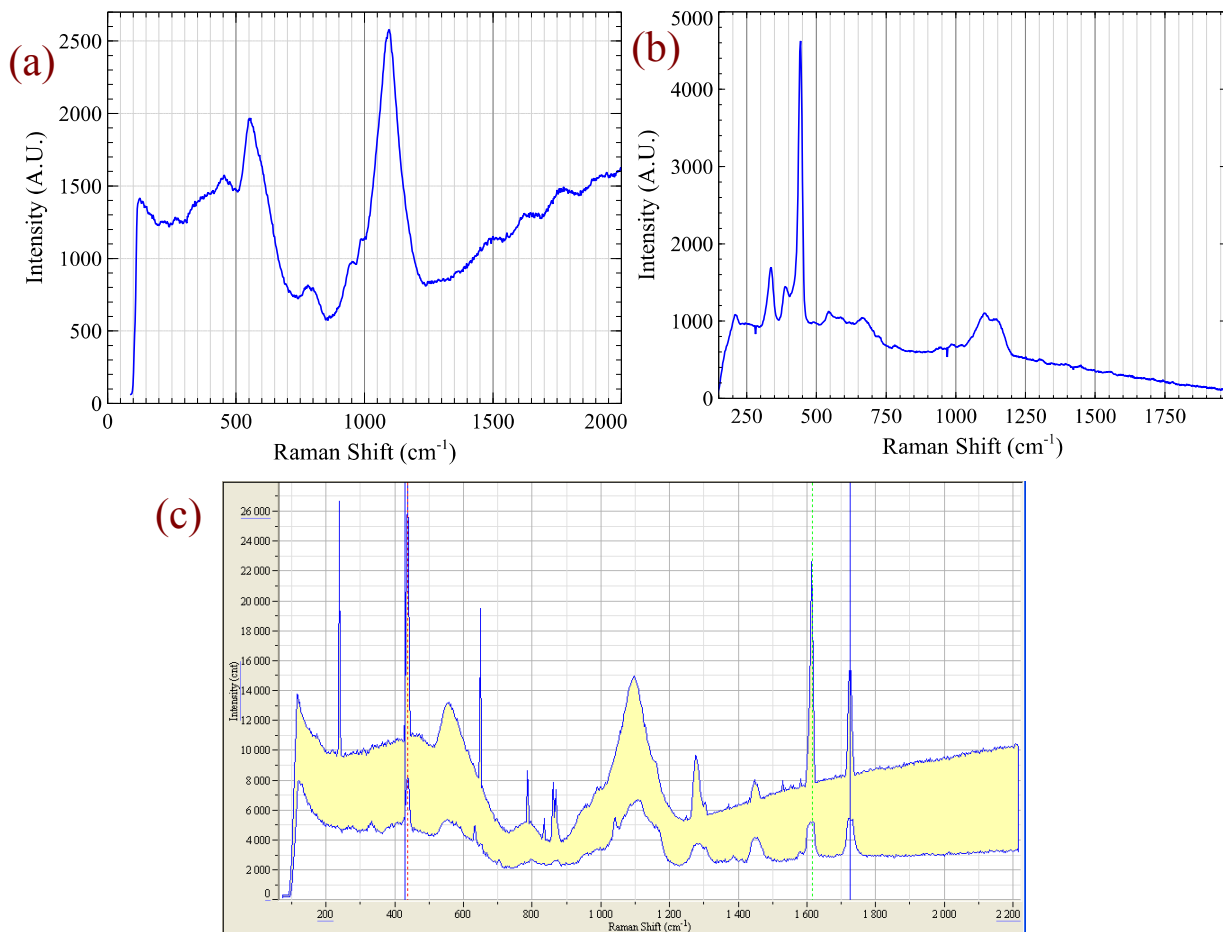 (a)
Intensity (A.U.)
2500
2000
1500
1000
500
0
0 500 1000 1500 2000
Raman Shift (cm-1)
(b)
Intensity (A.U.)
5000
4000
3000
2000
1000
0
250 500 750 1000 1250 1500 1750
Raman Shift (cm-1)
(c)
Intensity (cnt)
26 000
24 000
22 000
20 000
18 000
16 000
14 000
12 000
10 000
8 000
6 000
4 000
2 000
0
200 400 600 800 1 000 1 200 1 400 1 600 1 800 2 000 2 200
Raman Shift (cm-1)